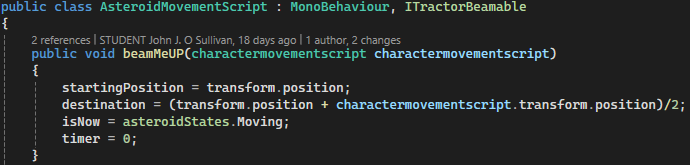 public class AsteroidMovementScript : MonoBehaviour, ITractorBeamable
{
2 references | STUDENT John J. O Sullivan, 18 days ago | 1 author, 2 changes
public void beamMeUP(charactermovementscript charactermovementscript)
{
startingPosition = transform.position;
destination = (transform.position + charactermovementscript.transform.position)/2;
isNow = asteroidStates.Moving;
timer = 0;
}